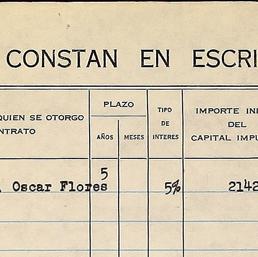 CONSTAN EN ESCRI
QUIEN SE OTORGO
NTRATO
PLAZO
AÑOS MESES
TIPO
DE
INTERES
IMPORTE IN
DEL
CAPITAL IMPU
Oscar Flores 5 5% 2142